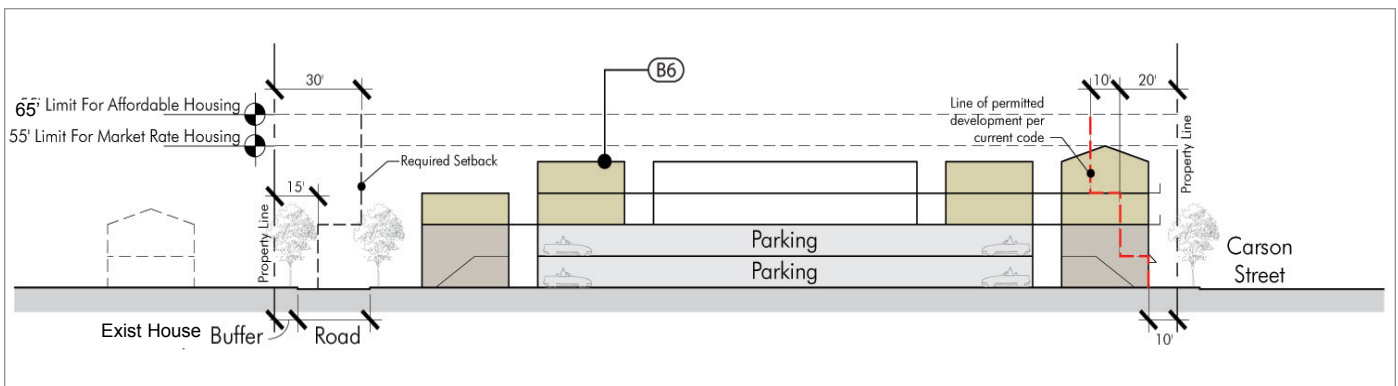 30'
B6
10'
20'
65' Limit For Affordable Housing
Line of permitted
development per
current code
55' Limit For Market Rate Housing
Required Setback
15'
Property Line
Property Line
Parking
Parking
Carson
Street
Exist House
Buffer
Road
10'